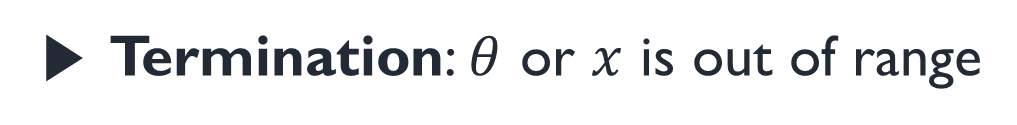 ▶ Termination: θ or x is out of range